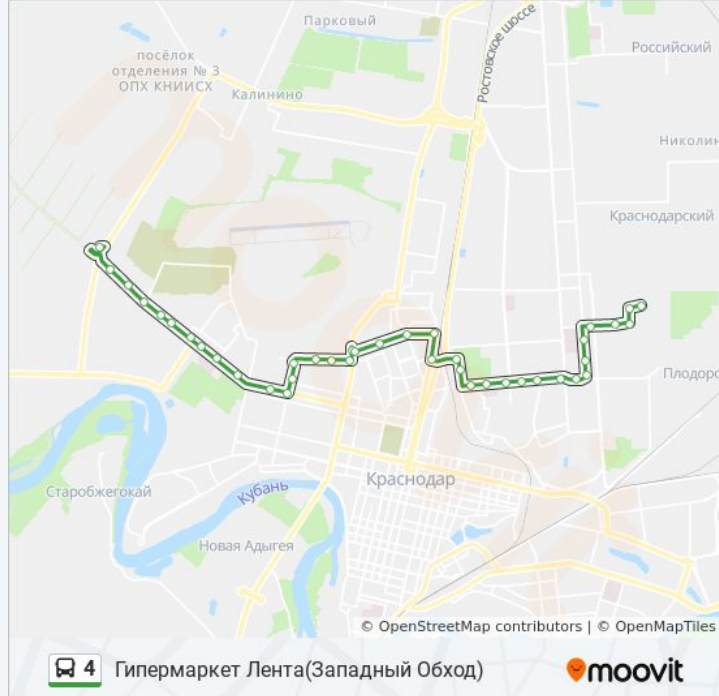 Парковый
Ростовское шоссе
Российский
посёлок
отделения № 3
ОПХ КНИИСХ
Калинино
Николин
Краснодарский
Плодоро
Краснодар
Старобжегокай
Кубань
Новая Адыгея
© OpenStreetMap contributors | © OpenMapTiles
4 Гипермаркет Лента(Западный Обход)
moovit